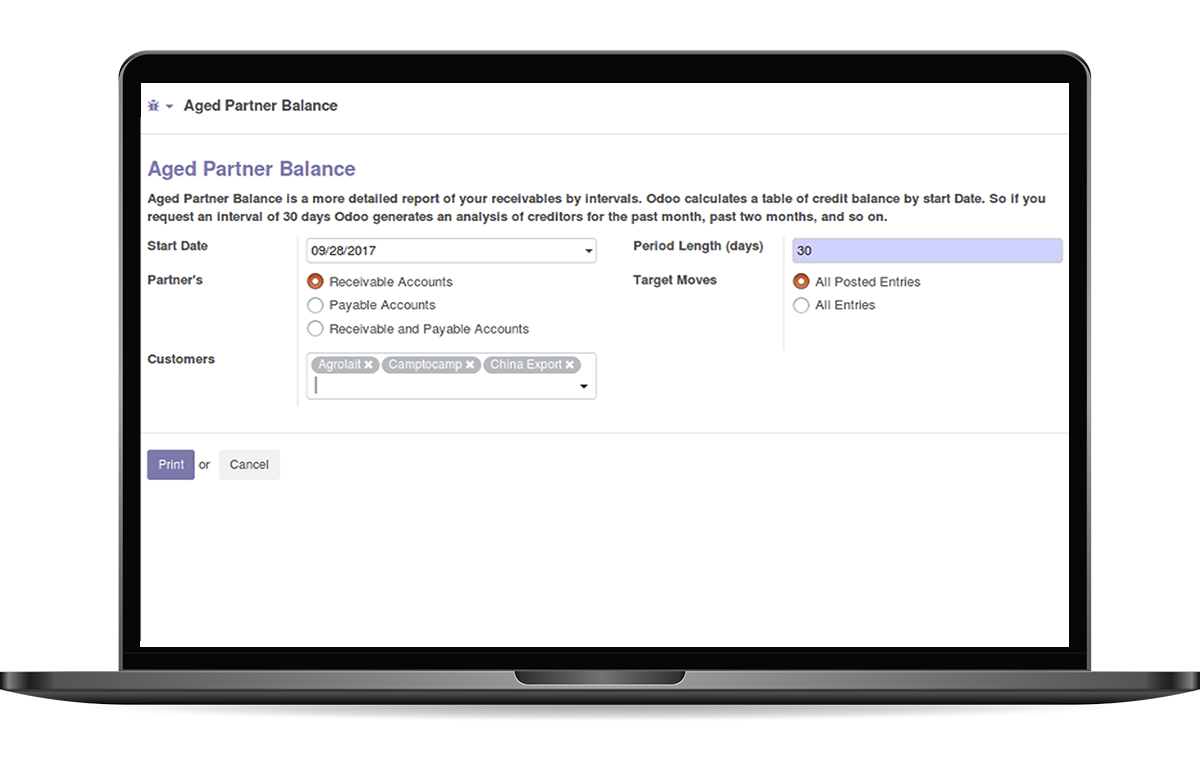 Aged Partner Balance
Aged Partner Balance
Aged Partner Balance is a more detailed report of your receivables by intervals. Odoo calculates a table of credit balance by start Date. So if you
request an interval of 30 days Odoo generates an analysis of creditors for the past month, past two months, and so on.
Start Date
09/28/2017
Period Length (days)
30
Partner's
Receivable Accounts
Payable Accounts
Receivable and Payable Accounts
Target Moves
All Posted Entries
All Entries
Customers
Agrolait × Camptocamp × China Export ×
Print or Cancel